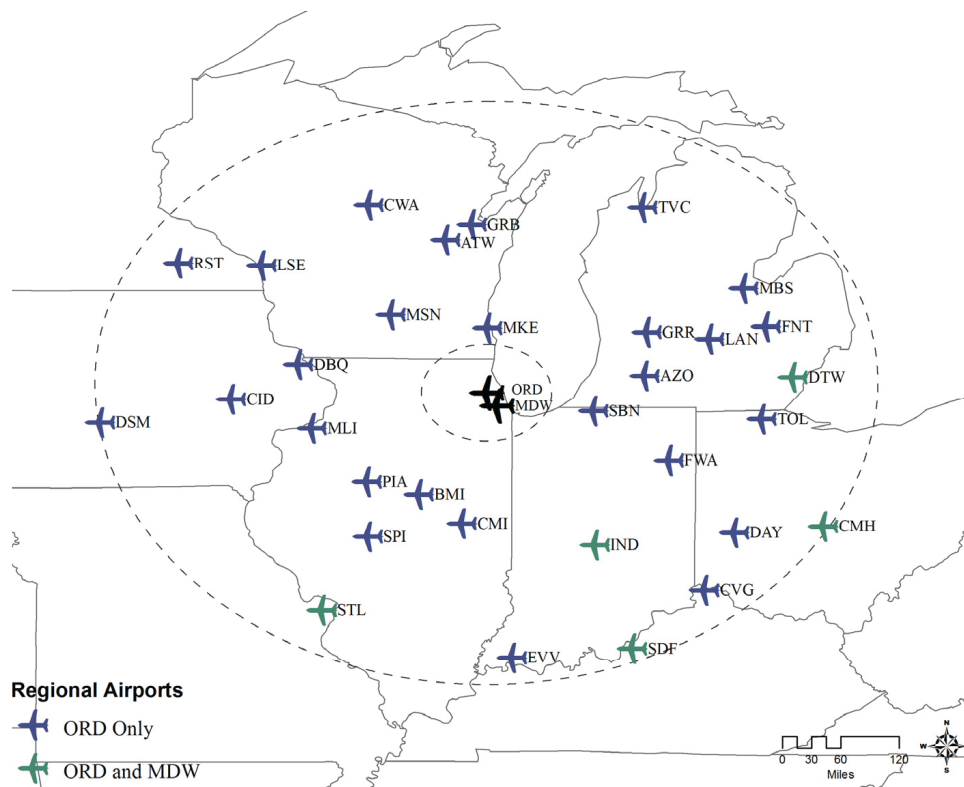 CWA
TVC
GRB
ATW
RST
LSE
MBS
MSN
MKE
GRR
LAN
FNT
DBQ
AZO
DTW
ORD
CID
MDW
SBN
DSM
MLI
TOL
FWA
PIA
BMI
CMI
CMH
SPI
DAY
IND
CVG
STL
SDF
EVV
Regional Airports
ORD Only
ORD and MDW
N
W E
S
0 30 60 120
Miles